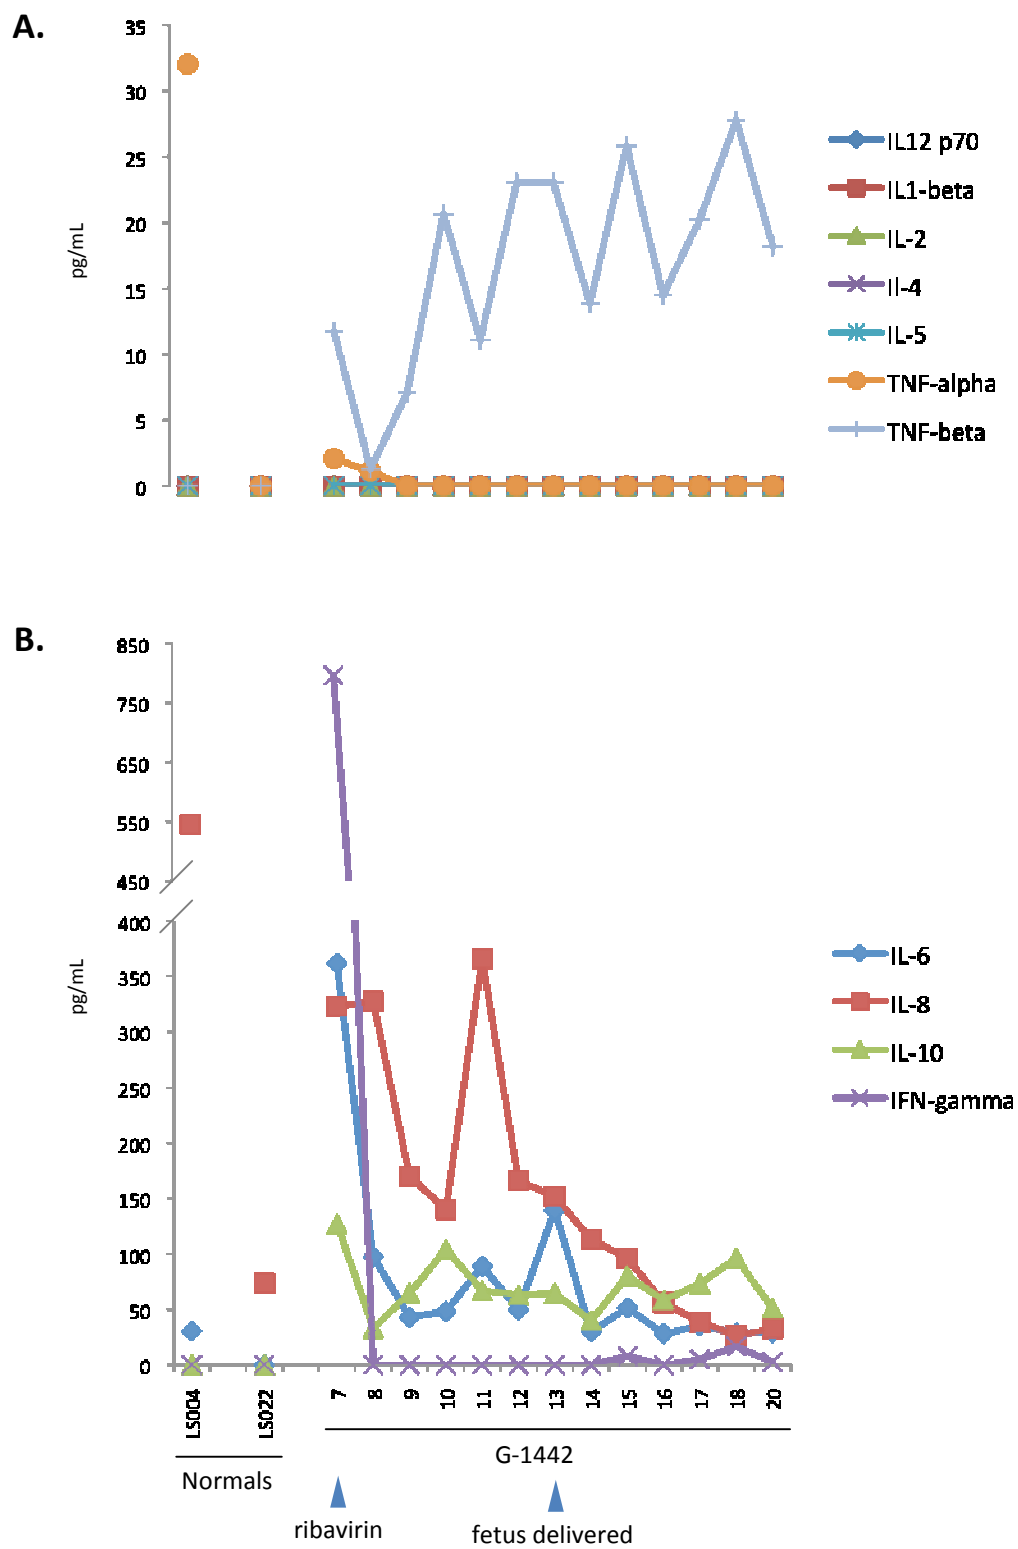 A.
35
30
25
20
15
10
5
0
pg/mL
IL12 p70
IL1-beta
IL-2
Il-4
IL-5
TNF-alpha
TNF-beta
B.
850
750
650
550
450
400
350
300
250
200
150
100
50
0
pg/mL
IL-6
IL-8
IL-10
IFN-gamma
LS004 LS022 7 8 9 10 11 12 13 14 15 16 17 18 20
Normals G-1442
ribavirin fetus delivered